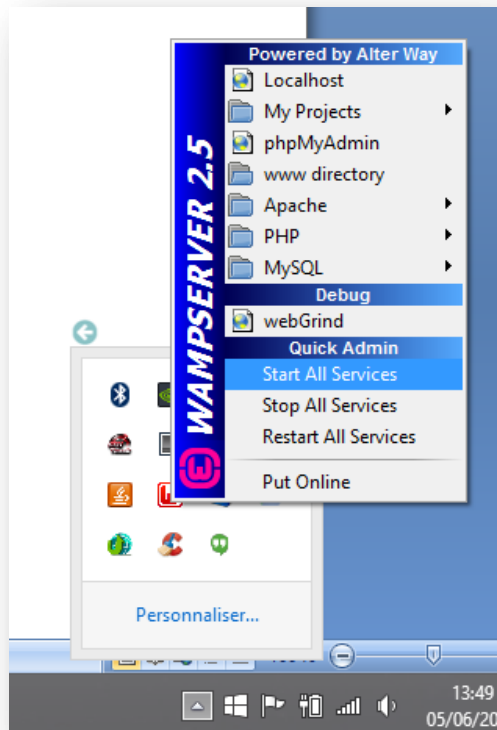 Powered by Alter Way
Localhost
My Projects
phpMyAdmin
www directory
Apache
PHP
MySQL
Debug
webGrind
Quick Admin
Start All Services
Stop All Services
Restart All Services
Put Online
WAMPSERVER 2.5
Personnaliser...
13:49
05/06/20